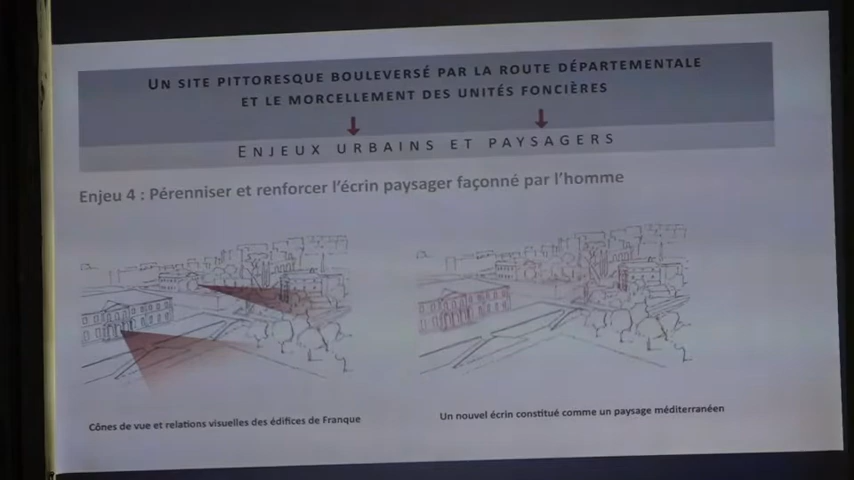 UN SITE PITTORESQUE BOULEVERSÉ PAR LA ROUTE DÉPARTEMENTALE
ET LE MORCELLEMENT DES UNITÉS FONCIÈRES
ENJEUX URBAINS ET PAYSAGERS
Enjeu 4 : Pérenniser et renforcer l'écrin paysager façonné par l'homme
Cônes de vue et relations visuelles des édifices de Franque
Un nouvel écrin constitué comme un paysage méditerranéen